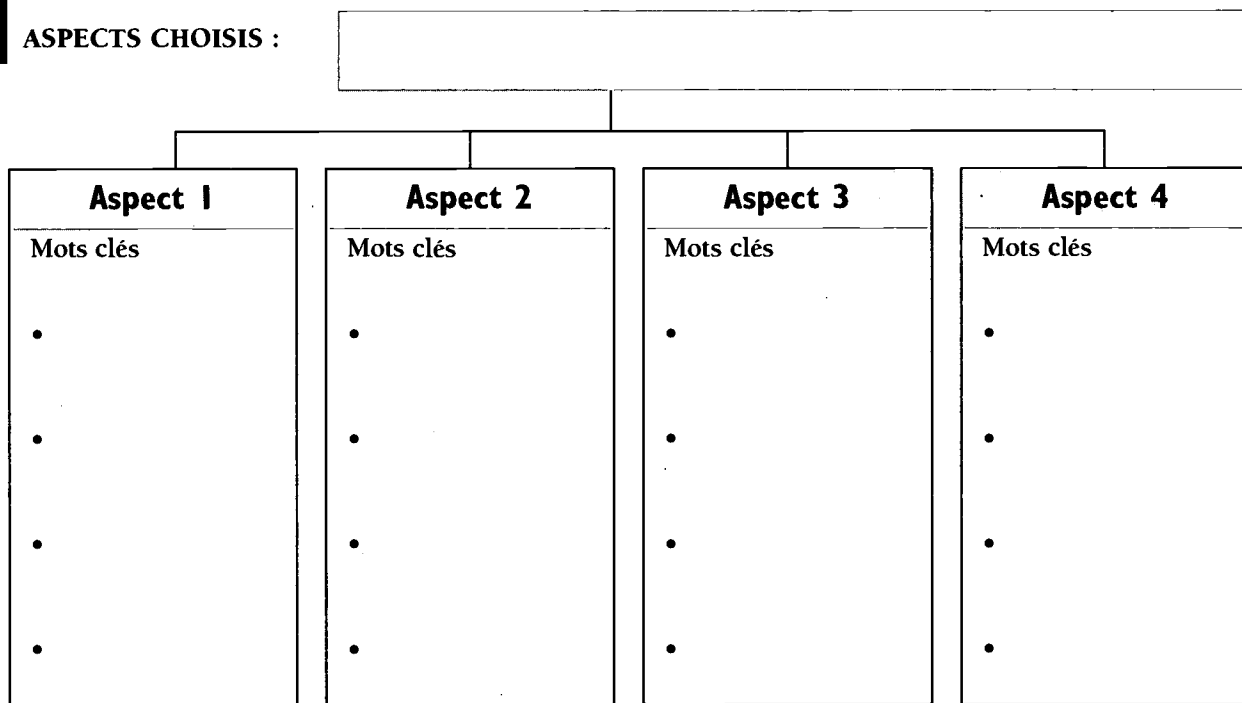 ASPECTS CHOISIS :
Aspect 1 Aspect 2 Aspect 3 Aspect 4
Mots clés Mots clés Mots clés Mots clés
• • • •
• • • •
• • • •
• • • •